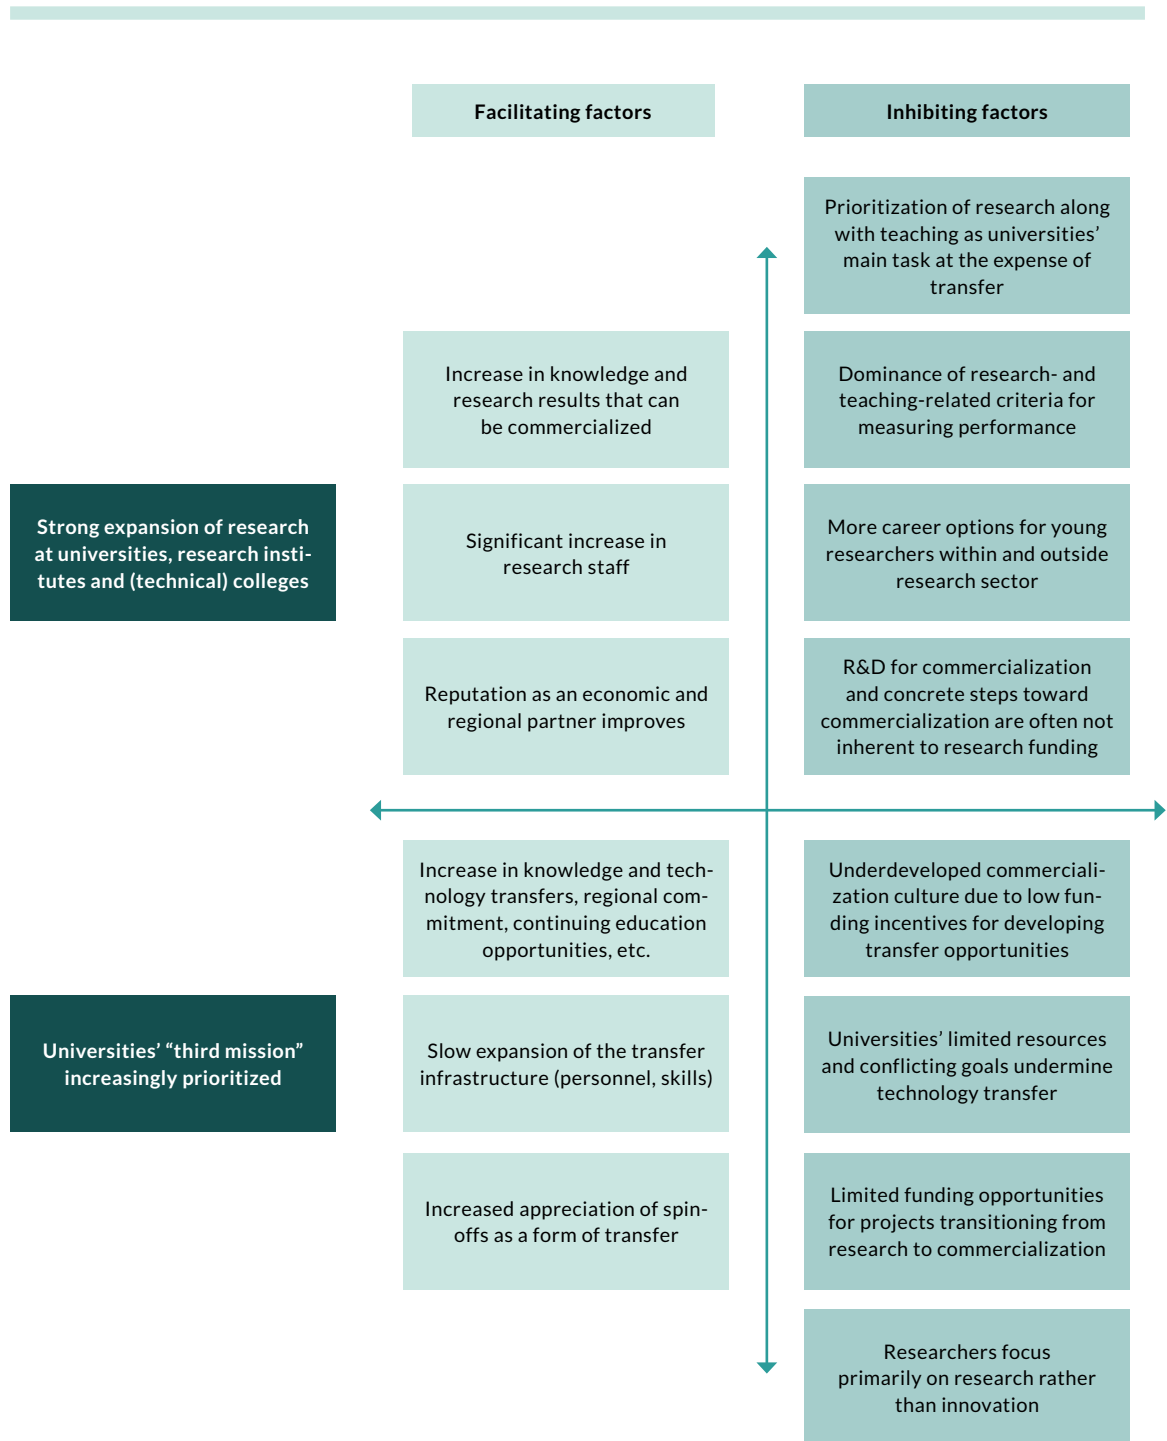 Facilitating factors
Inhibiting factors
Prioritization of research along
with teaching as universities’
main task at the expense of
transfer
Increase in knowledge and
research results that can
be commercialized
Dominance of research- and
teaching-related criteria for
measuring performance
Strong expansion of research
at universities, research insti-
tutes and (technical) colleges
Significant increase in
research staff
More career options for young
researchers within and outside
research sector
Reputation as an economic and
regional partner improves
R&D for commercialization
and concrete steps toward
commercialization are often not
inherent to research funding
Increase in knowledge and tech-
nology transfers, regional com-
mitment, continuing education
opportunities, etc.
Underdeveloped commerciali-
zation culture due to low fun-
ding incentives for developing
transfer opportunities
Universities’ “third mission”
increasingly prioritized
Slow expansion of the transfer
infrastructure (personnel, skills)
Universities’ limited resources
and conflicting goals undermine
technology transfer
Increased appreciation of spin-
offs as a form of transfer
Limited funding opportunities
for projects transitioning from
research to commercialization
Researchers focus
primarily on research rather
than innovation